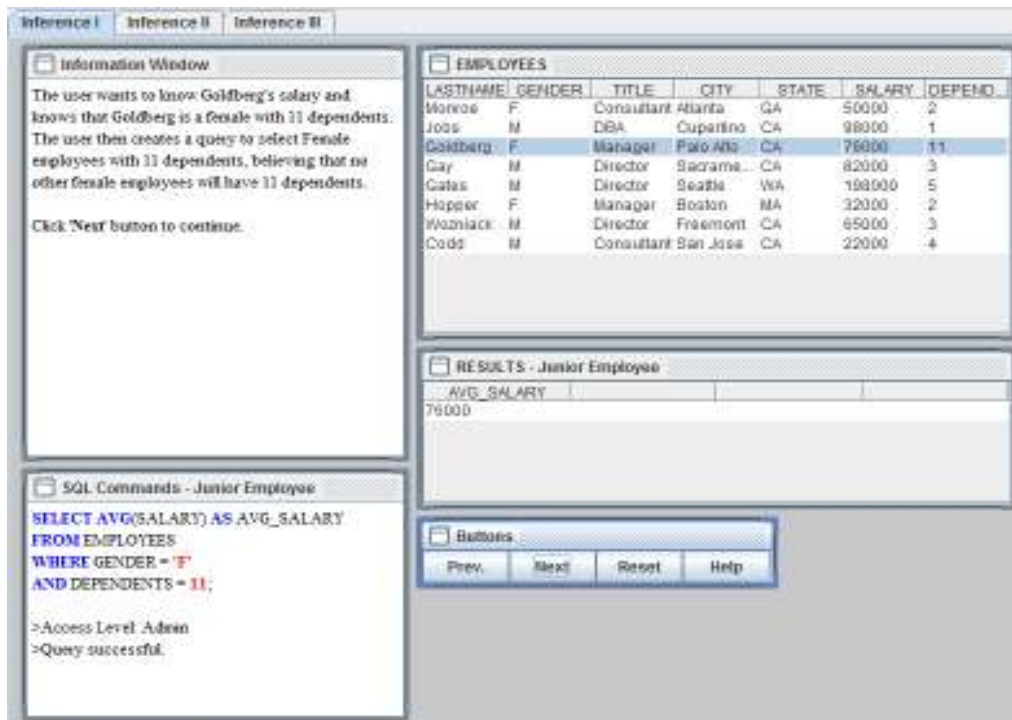 Inference I Inference II Inference III
Information Window
The user wants to know Goldberg's salary and
knows that Goldberg is a female with 11 dependents.
The user then creates a query to select Female
employees with 11 dependents, believing that no
other female employees will have 11 dependents.
Click 'Next' button to continue.
EMPLOYEES
LASTNAME GENDER TITLE CITY STATE SALARY DEPEND...
Monroe F Consultant Atlanta GA 50000 2
Jobs M DBA Cupertino CA 98000 1
Goldberg F Manager Palo Alto CA 76000 11
Gay M Director Sacrame... CA 82000 3
Gates M Director Seattle WA 198000 5
Hopper F Manager Boston MA 32000 2
Wozniack M Director Freemont CA 65000 3
Codd M Consultant San Jose CA 22000 4
RESULTS - Junior Employee
AVG_SALARY
76000
SQL Commands - Junior Employee
SELECT AVG(SALARY) AS AVG_SALARY
FROM EMPLOYEES
WHERE GENDER = 'F'
AND DEPENDENTS = 11;
>Access Level: Admin
>Query successful.
Buttons
Prev. Next Reset Help